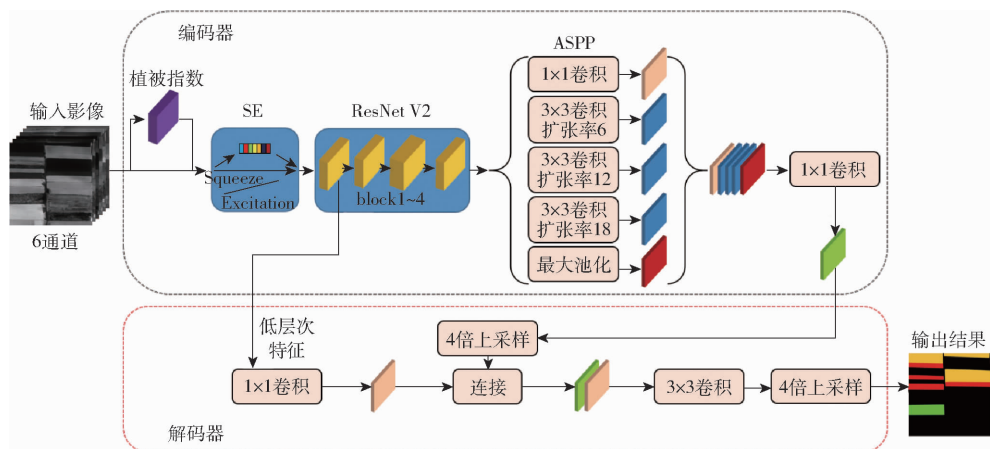 编码器
植被指数
输入影像
6通道
SE
Squeeze
Excitation
ResNet V2
block1~4
ASPP
1×1卷积
3×3卷积
扩张率6
3×3卷积
扩张率12
3×3卷积
扩张率18
最大池化
1×1卷积
低层次
特征
1×1卷积
4倍上采样
连接
3×3卷积
4倍上采样
输出结果
解码器